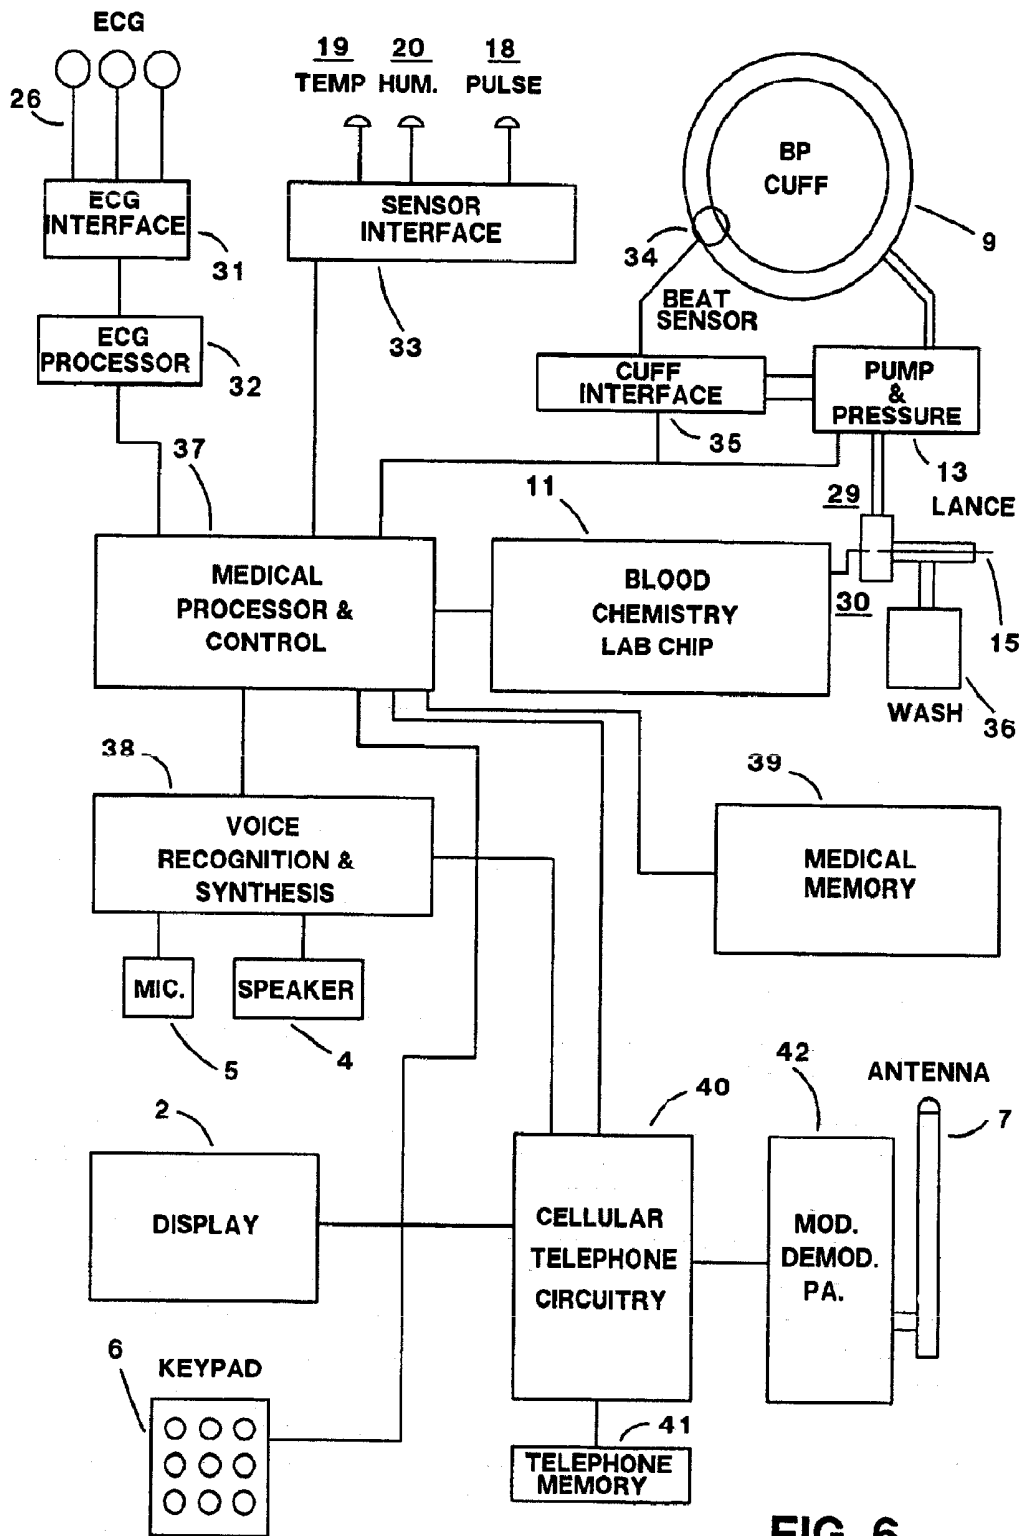 ECG
19 20 18
TEMP HUM. PULSE
26
BP
CUFF
ECG
INTERFACE
SENSOR
INTERFACE
9
34
31
BEAT
SENSOR
33
ECG
PROCESSOR
32
CUFF
INTERFACE
PUMP
&
PRESSURE
35
37
13
11
29
LANCE
MEDICAL
PROCESSOR &
CONTROL
BLOOD
CHEMISTRY
LAB CHIP
30
15
WASH
36
38
39
VOICE
RECOGNITION &
SYNTHESIS
MEDICAL
MEMORY
MIC.
SPEAKER
5
4
42
ANTENNA
40
2
7
DISPLAY
CELLULAR
TELEPHONE
CIRCUITRY
MOD.
DEMOD.
PA.
6
KEYPAD
41
TELEPHONE
MEMORY
FIG. 6